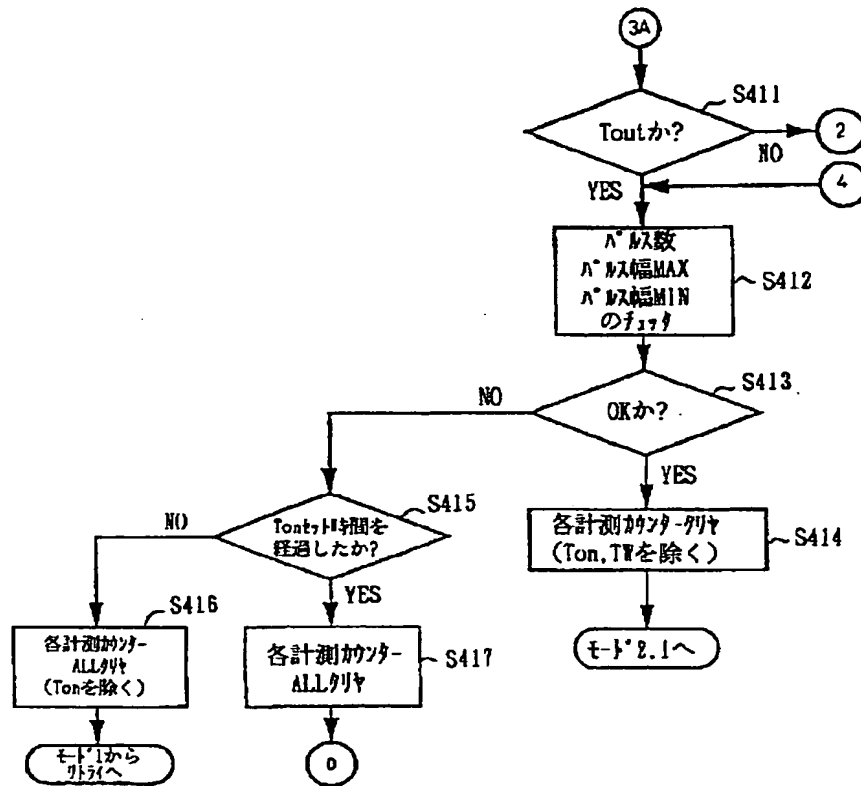 3A
S411
Toutか?
2
NO
4
YES
パルス数
パルス幅MAX
パルス幅MIN
のチェック
S412
S413
NO
OKか?
YES
S415
Tonセット時間を
経過したか?
NO
YES
各計測カウンタークリヤ
(Ton,TWを除く)
S414
S416
各計測カウンター
ALLクリヤ
(Tonを除く)
各計測カウンター
ALLクリヤ
S417
モード2.1へ
モード1から
リトライへ
0